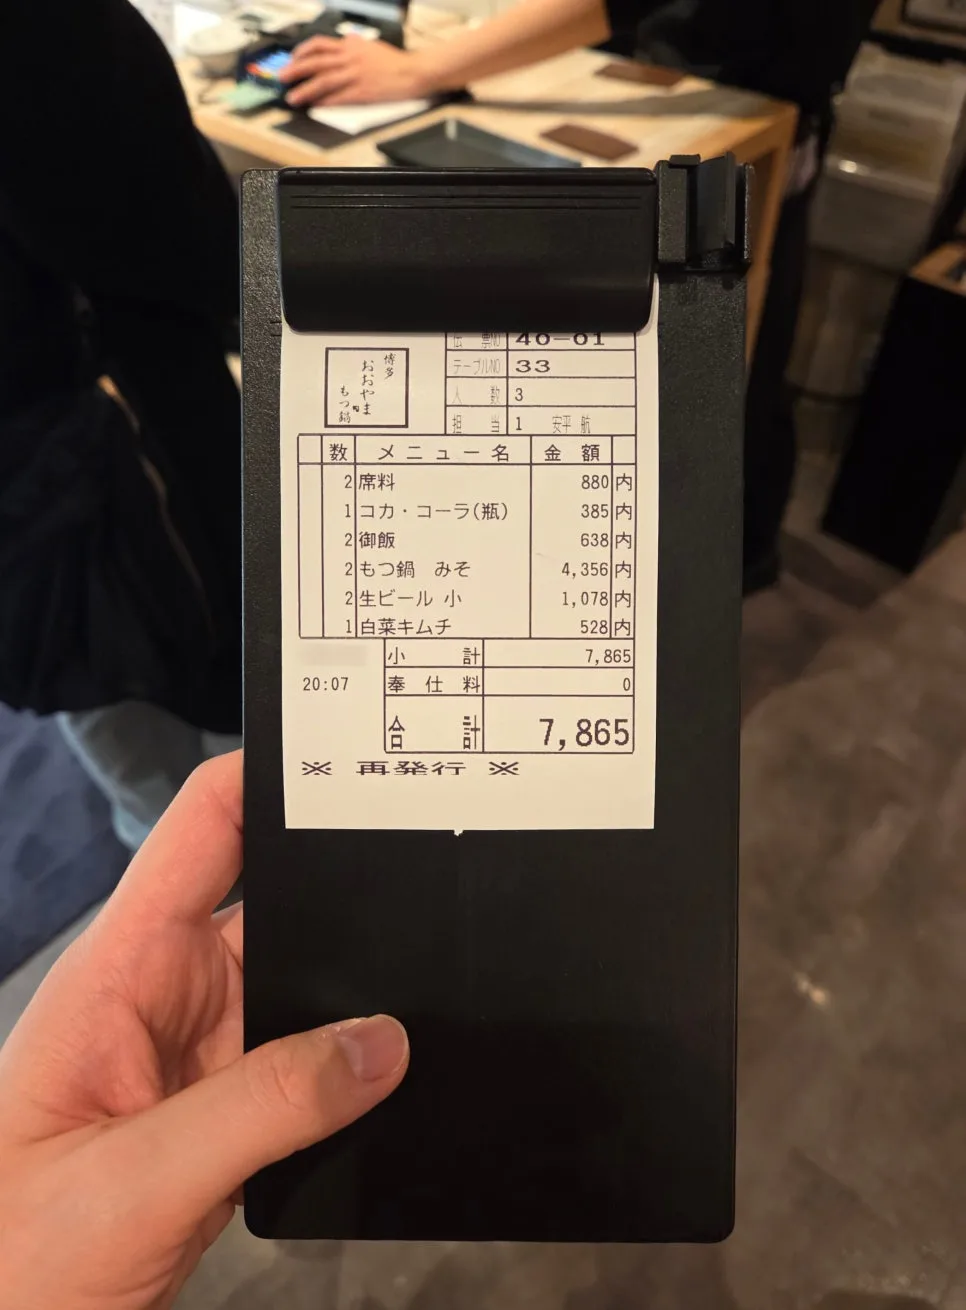 博多
おおやま
もつ鍋
伝票NO 40-01
テーブルNO 33
人数 3
担当 1 安平 航
数 メニュー名 金額
2 席料 880 内
1 コカ・コーラ(瓶) 385 内
2 御飯 638 内
2 もつ鍋 みそ 4,356 内
2 生ビール 小 1,078 内
1 白菜キムチ 528 内
小計 7,865
20:07 奉仕料 0
合計 7,865
※ 再発行 ※